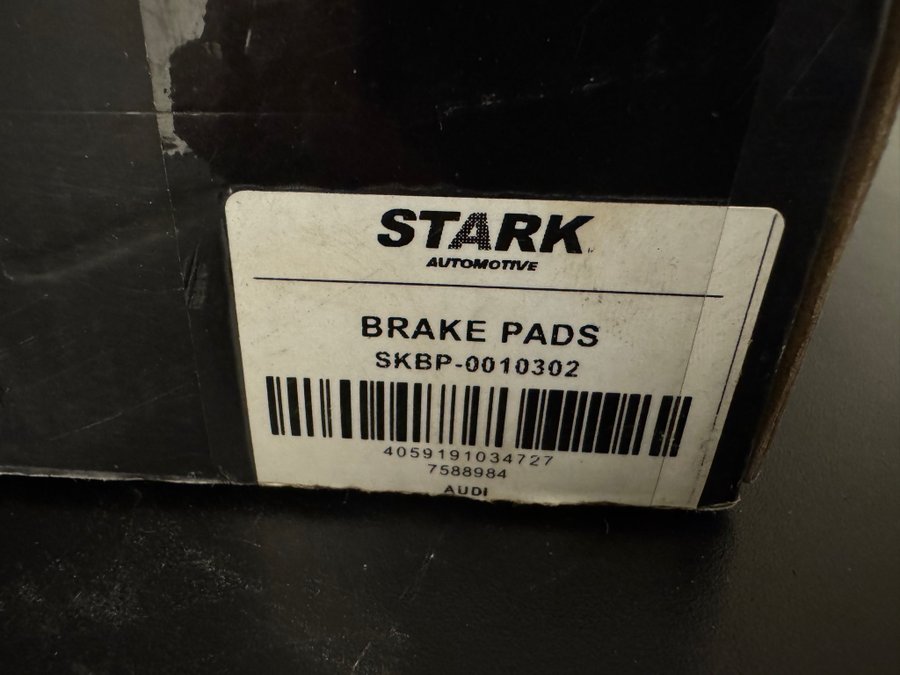 STARK
AUTOMOTIVE
BRAKE PADS
SKBP-0010302
4059191034727
7588984
AUDI